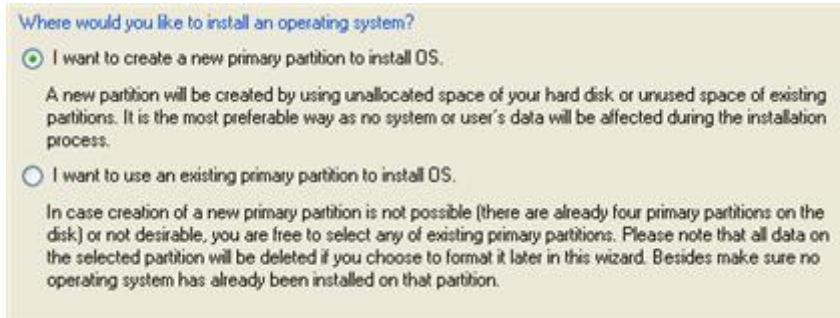 Where would you like to install an operating system?
I want to create a new primary partition to install OS.
A new partition will be created by using unallocated space of your hard disk or unused space of existing
partitions. It is the most preferable way as no system or user's data will be affected during the installation
process.
I want to use an existing primary partition to install OS.
In case creation of a new primary partition is not possible (there are already four primary partitions on the
disk) or not desirable, you are free to select any of existing primary partitions. Please note that all data on
the selected partition will be deleted if you choose to format it later in this wizard. Besides make sure no
operating system has already been installed on that partition.